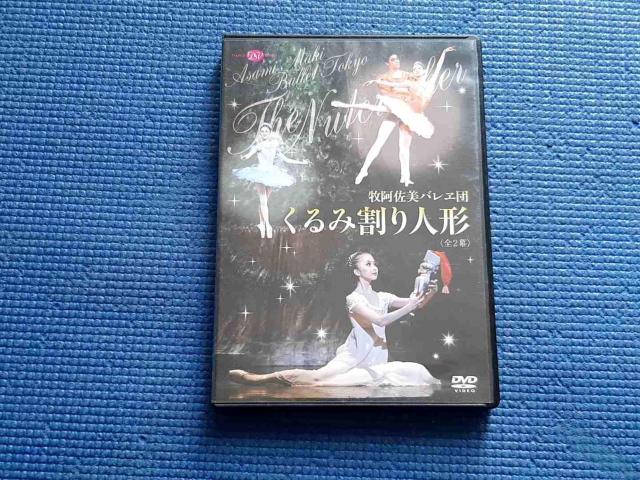 Asami Maki
Ballet Tokyo
The Nutcracker
牧阿佐美バレヱ団
くるみ割り人形
〈全2幕〉
DVD
VIDEO